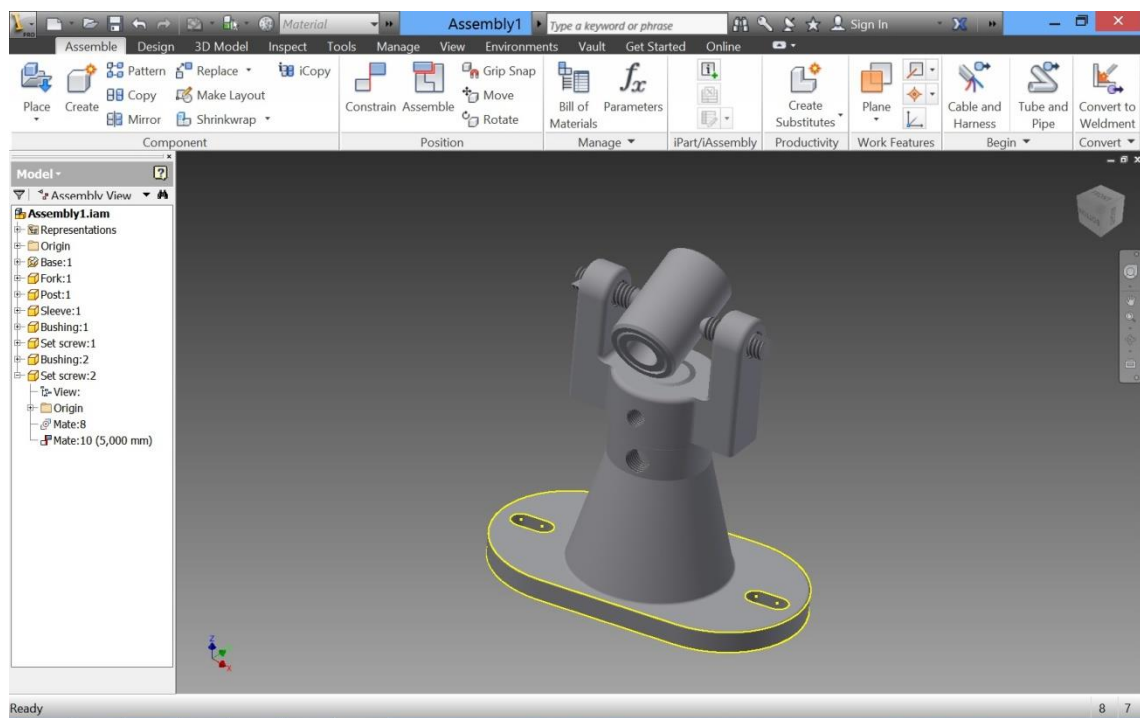 PRO
Material
Assembly1
Type a keyword or phrase
Sign In
Assemble Design 3D Model Inspect Tools Manage View Environments Vault Get Started Online
Place
Create
Pattern
Copy
Mirror
Replace
Make Layout
Shrinkwrap
iCopy
Component
Constrain
Assemble
Grip Snap
Move
Rotate
Position
Bill of
Materials
fx
Parameters
Manage
iPart/iAssembly
Create
Substitutes
Productivity
Plane
Work Features
Cable and
Harness
Tube and
Pipe
Begin
Convert to
Weldment
Convert
Model
Assembly View
Assembly1.iam
Representations
Origin
Base:1
Fork:1
Post:1
Sleeve:1
Bushing:1
Set screw:1
Bushing:2
Set screw:2
View:
Origin
Mate:8
Mate:10 (5,000 mm)
z
x
Ready
8 7